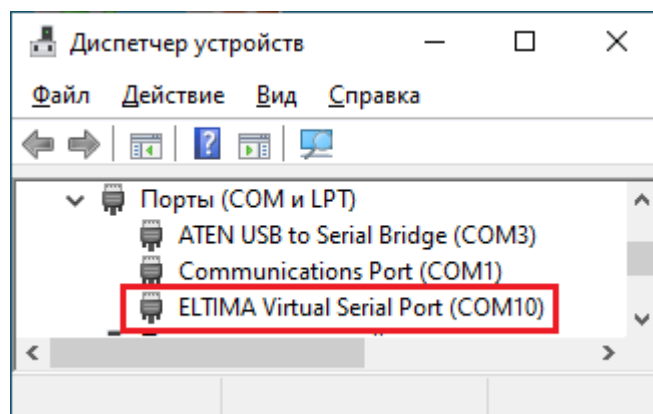 Диспетчер устройств
Файл Действие Вид Справка
Порты (COM и LPT)
ATEN USB to Serial Bridge (COM3)
Communications Port (COM1)
ELTIMA Virtual Serial Port (COM10)